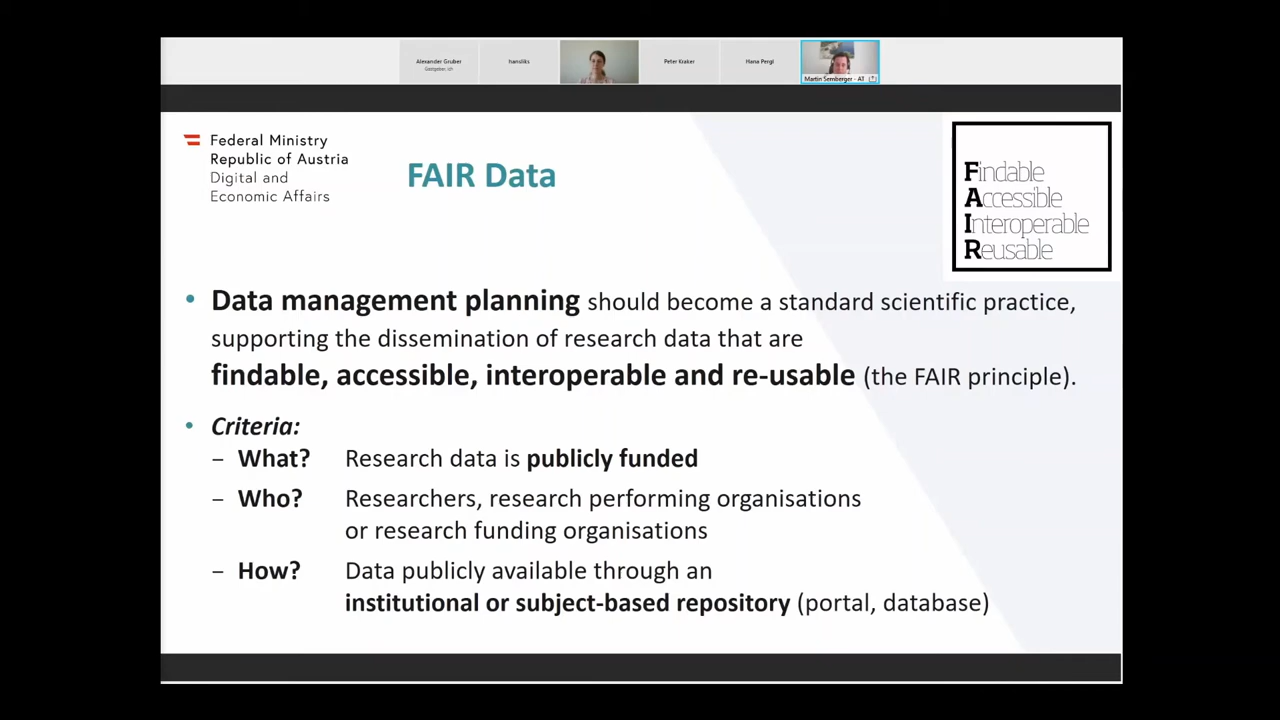 Alexander Gruber
Gastgeber, Ich
hansliks
Peter Kraker
Hana Pergl
Martin Semberger - AT
Federal Ministry
Republic of Austria
Digital and
Economic Affairs
FAIR Data
Findable
Accessible
Interoperable
Reusable
• Data management planning should become a standard scientific practice,
supporting the dissemination of research data that are
findable, accessible, interoperable and re-usable (the FAIR principle).
• Criteria:
– What? Research data is publicly funded
– Who? Researchers, research performing organisations
or research funding organisations
– How? Data publicly available through an
institutional or subject-based repository (portal, database)